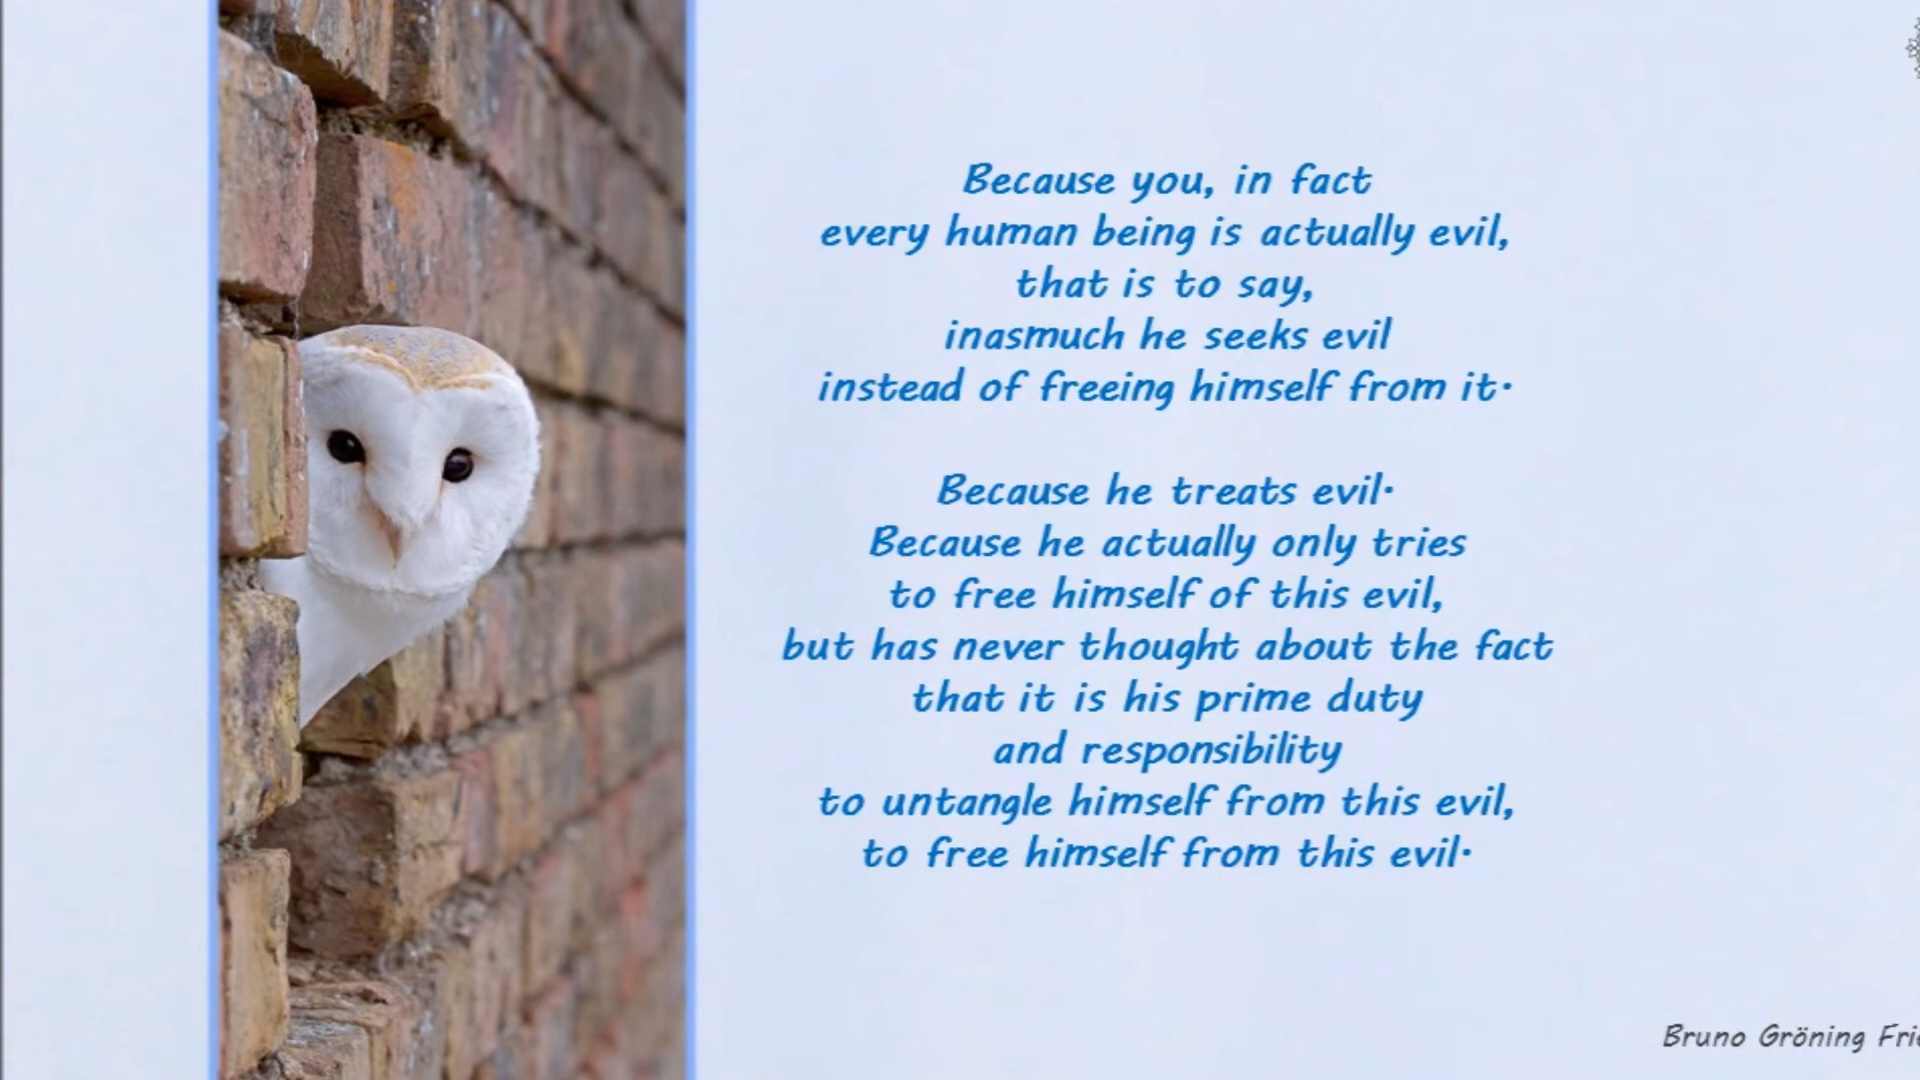 Because you, in fact
every human being is actually evil,
that is to say,
inasmuch he seeks evil
instead of freeing himself from it.
Because he treats evil.
Because he actually only tries
to free himself of this evil,
but has never thought about the fact
that it is his prime duty
and responsibility
to untangle himself from this evil,
to free himself from this evil.
Bruno Gröning